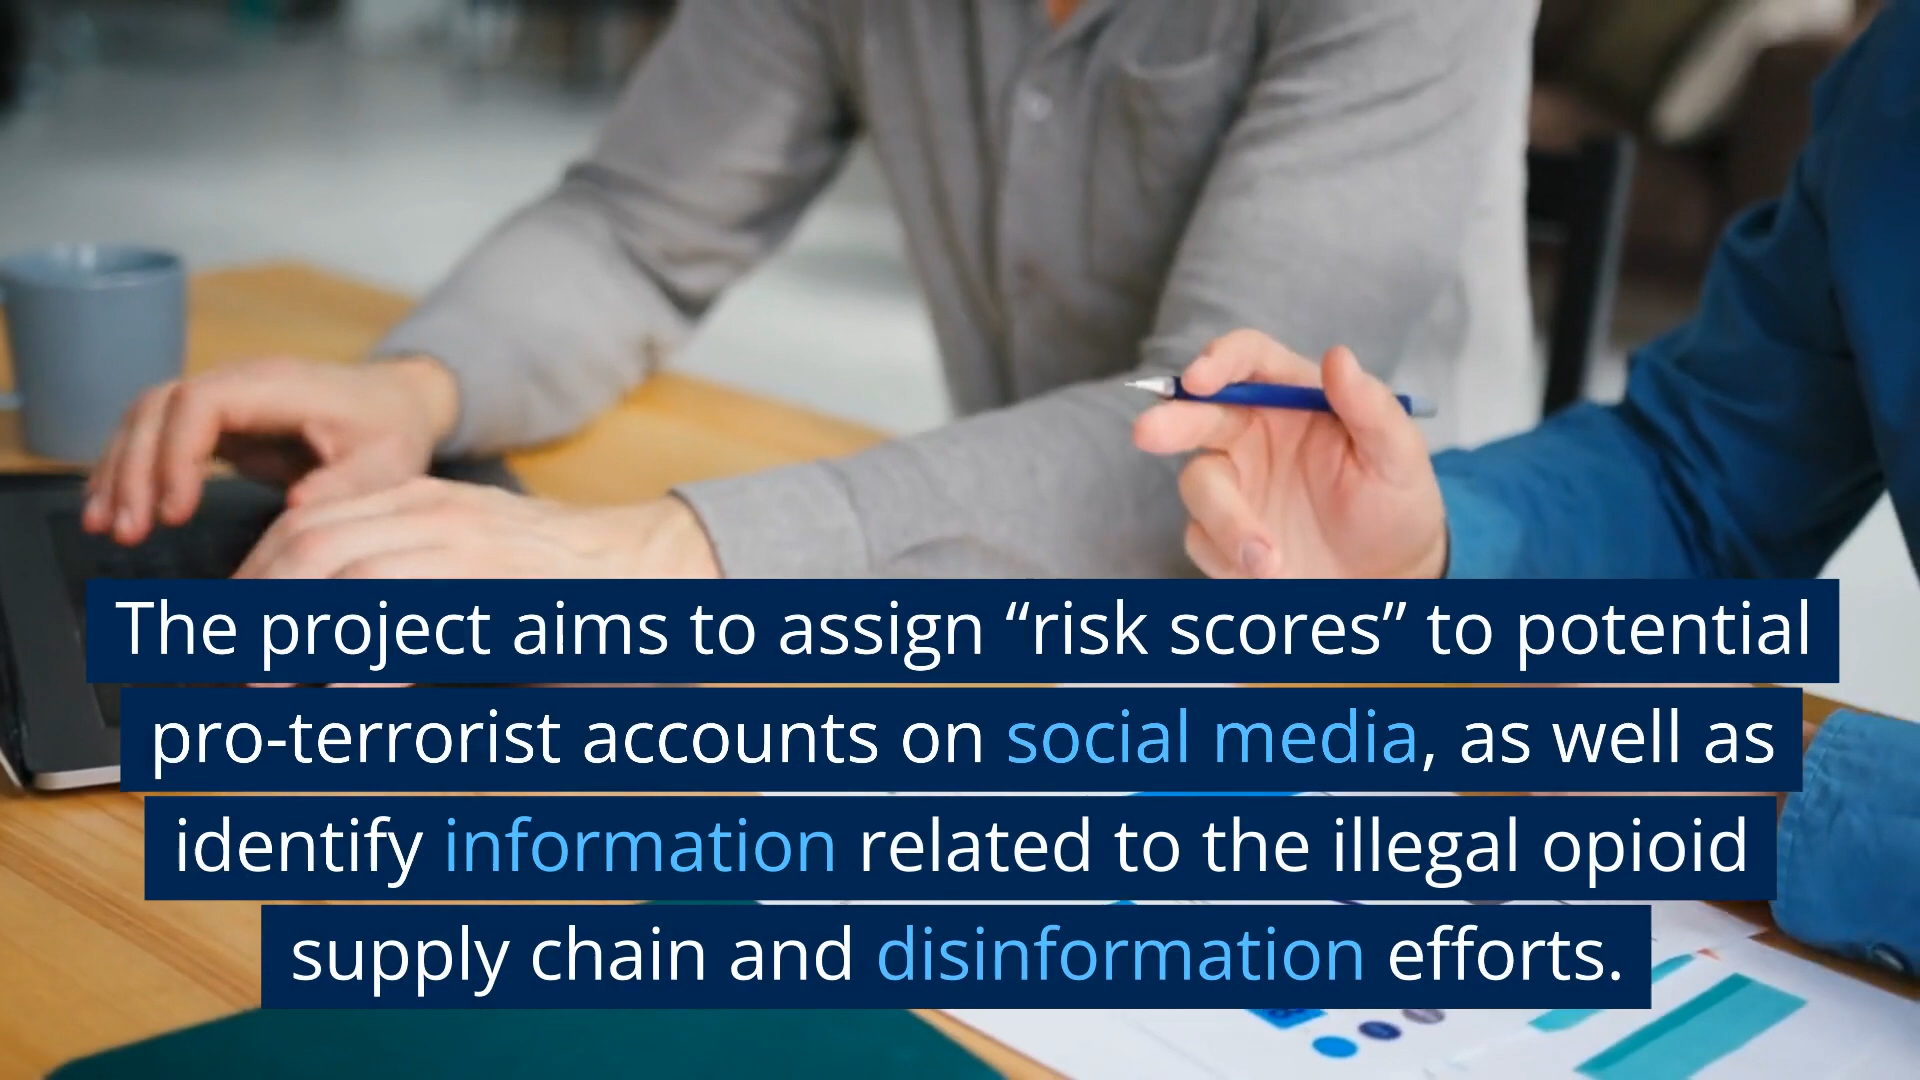 The project aims to assign “risk scores” to potential
pro-terrorist accounts on social media, as well as
identify information related to the illegal opioid
supply chain and disinformation efforts.